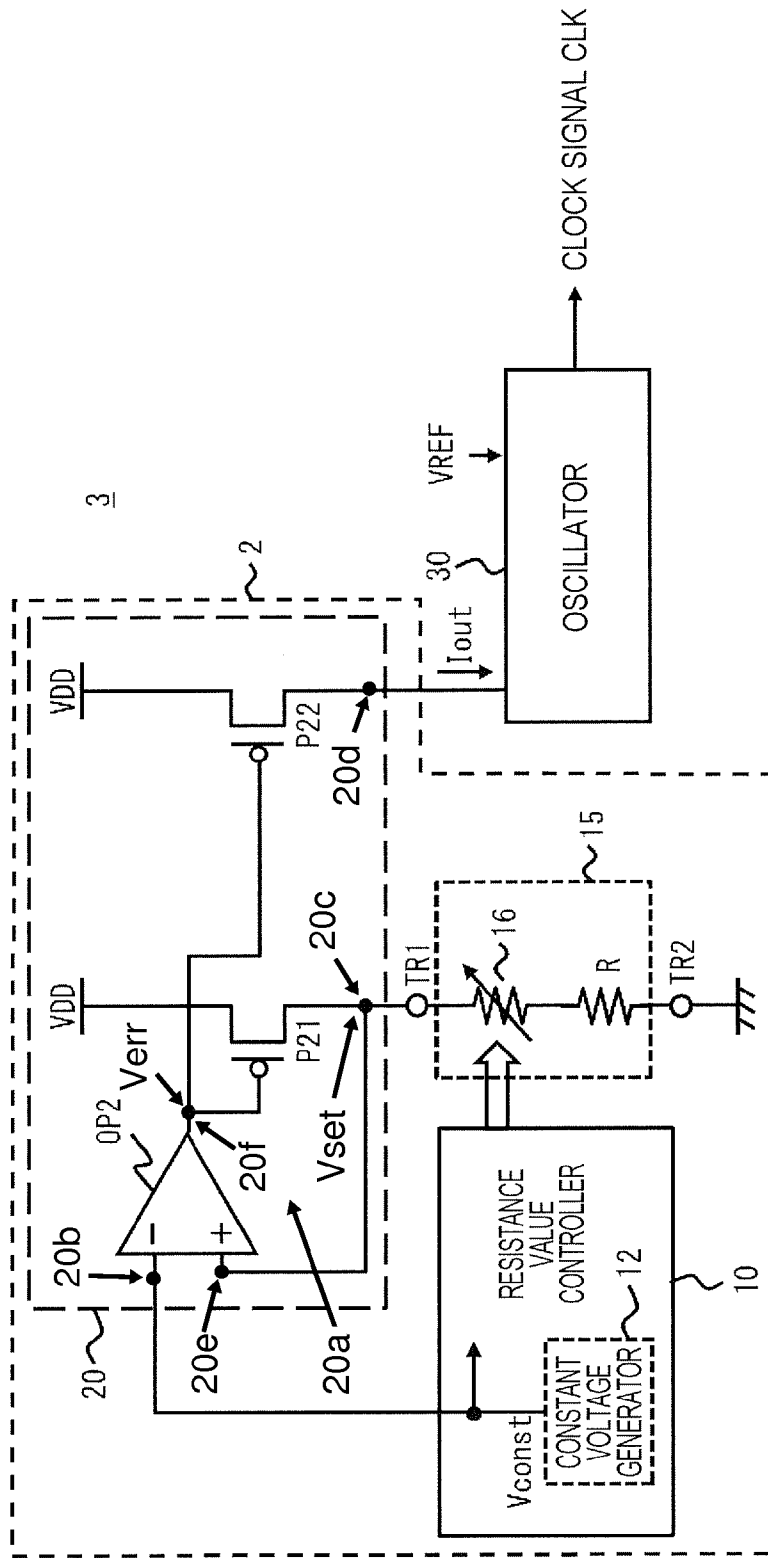 3
2
20
VDD
VDD
OP2
Verr
20f
20b
−
+
20e
20a
P21
P22
20c
Vset
20d
Iout
30
VREF
OSCILLATOR
CLOCK SIGNAL CLK
TR1
15
16
R
TR2
RESISTANCE
VALUE
CONTROLLER
Vconst
12
CONSTANT
VOLTAGE
GENERATOR
10